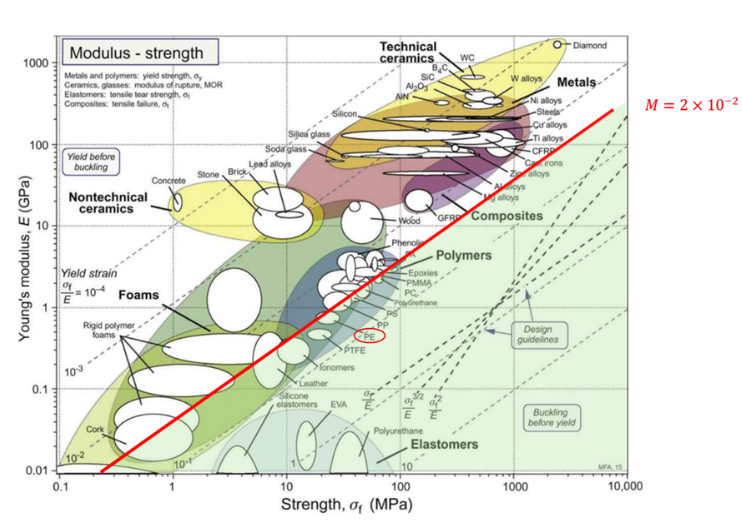 Modulus - strength
Metals and polymers: yield strength, σy
Ceramics, glasses: modulus of rupture, MOR
Elastomers: tensile tear strength, σt
Composites: tensile failure, σt
Technical
ceramics
WC
B4C
SiC
Al2O3
AlN
Diamond
W alloys
Metals
Ni alloys
Steels
Cu alloys
Ti alloys
CFRP
Cast irons
Zinc alloys
Al alloys
Mg alloys
M = 2 × 10⁻²
Silicon
Silica glass
Soda glass
Yield before
buckling
Lead alloys
Brick
Stone
Concrete
Nontechnical
ceramics
Wood
GFRP
Composites
Phenolic
PA
Polymers
Epoxies
PMMA
PC
Polyurethane
PS
PP
PE
PTFE
Ionomers
Leather
Yield strain
σf
E
= 10⁻⁴
Foams
Rigid polymer
foams
10⁻³
Cork
10⁻²
10⁻¹
Silicone
elastomers
EVA
Polyurethane
Elastomers
1
10
σf
E
σf^3/2
E
σf^2
E
Design
guidelines
Buckling
before yield
MFA, 15
1000
100
10
1
0.1
0.01
Young's modulus, E (GPa)
0.1
1
10
100
1000
10,000
Strength, σf (MPa)